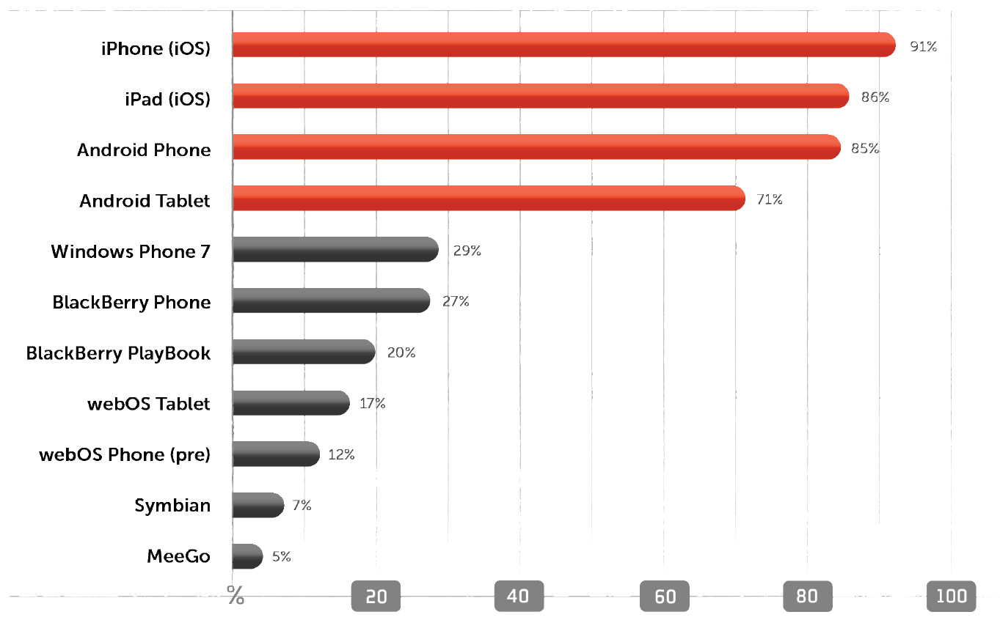 iPhone (iOS) 91%
iPad (iOS) 86%
Android Phone 85%
Android Tablet 71%
Windows Phone 7 29%
BlackBerry Phone 27%
BlackBerry PlayBook 20%
webOS Tablet 17%
webOS Phone (pre) 12%
Symbian 7%
MeeGo 5%
% 20 40 60 80 100